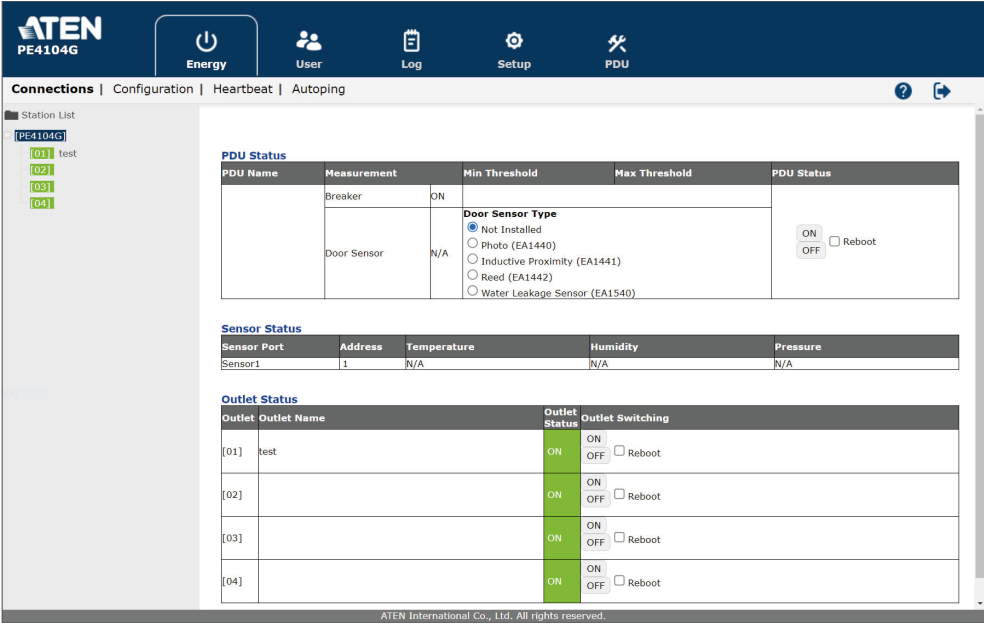 ATEN
PE4104G
Energy
User
Log
Setup
PDU
Connections | Configuration | Heartbeat | Autoping
?
Station List
[PE4104G]
[01] test
[02]
[03]
[04]
PDU Status
PDU Name Measurement Min Threshold Max Threshold PDU Status
Breaker ON
Door Sensor N/A
Door Sensor Type
Not Installed
Photo (EA1440)
Inductive Proximity (EA1441)
Reed (EA1442)
Water Leakage Sensor (EA1540)
ON
OFF
Reboot
Sensor Status
Sensor Port Address Temperature Humidity Pressure
Sensor1 1 N/A N/A N/A
Outlet Status
Outlet Outlet Name Outlet Status Outlet Switching
[01] test ON ON
OFF Reboot
[02] ON ON
OFF Reboot
[03] ON ON
OFF Reboot
[04] ON ON
OFF Reboot
ATEN International Co., Ltd. All rights reserved.